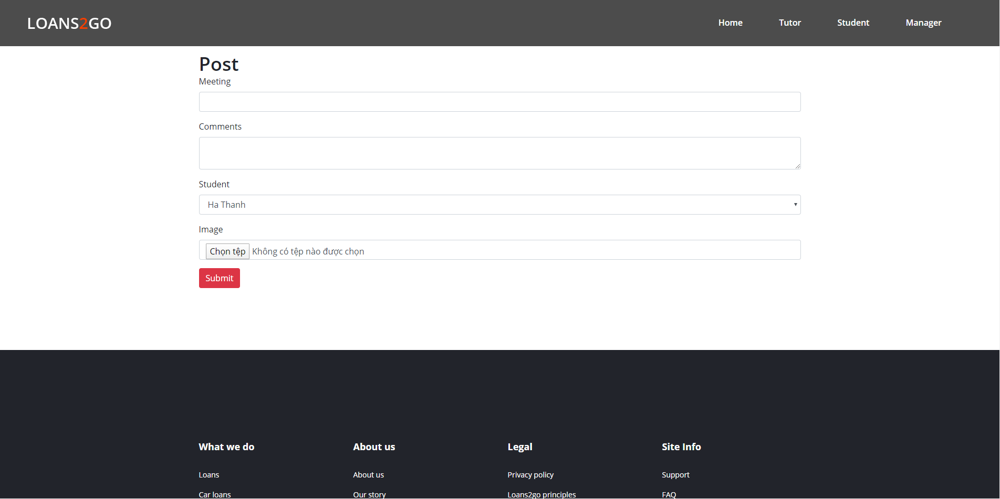 LOANS2GO Home Tutor Student Manager
Post
Meeting
Comments
Student
Ha Thanh
Image
Chọn tệp Không có tệp nào được chọn
Submit
What we do About us Legal Site Info
Loans About us Privacy policy Support
Car loans Our story Loans2go principles FAQ